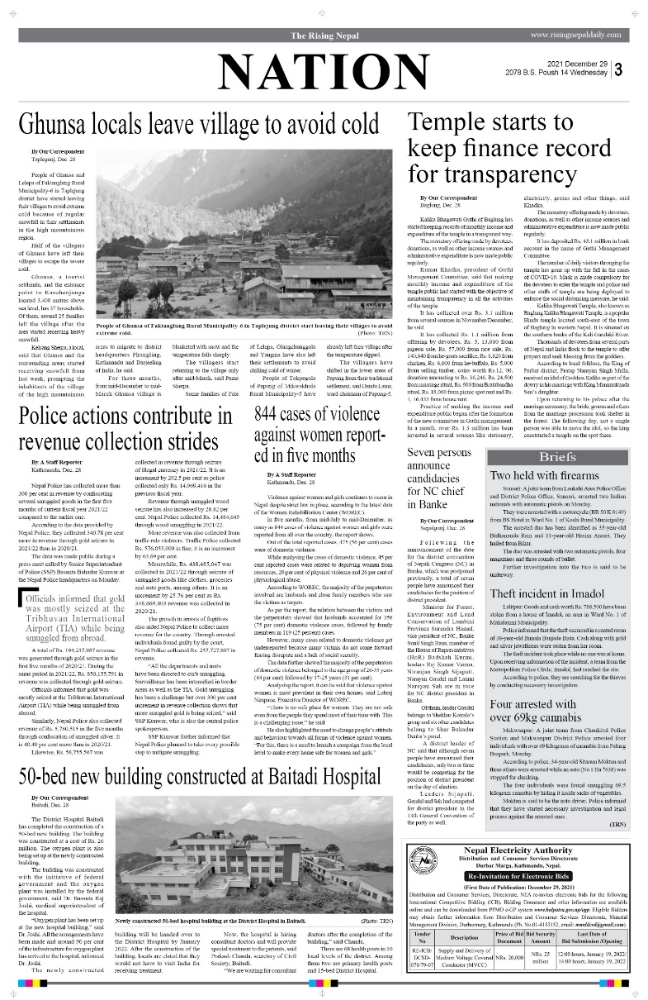 The Rising Nepal
www.risingnepaldaily.com
NATION
2021 December 29
2078 B.S. Poush 14 Wednesday
3
Ghunsa locals leave village to avoid cold
By Our Correspondent
Taplejung, Dec. 28
People of Ghunsa and
Lelepa of Faktanglung Rural
Municipality-6 in Taplejung
district have started leaving
their villages to avoid extreme
cold because of regular
snowfall in their settlements
in the high mountainous
region.
Half of the villagers
of Ghunsa have left their
villages to escape the severe
cold.
Ghunsa, a tourist
settlemtn, and the entrance
point to Kanchenjunga
located 3,400 metres above
sea level, has 37 households.
Of them, around 25 families
left the village after the
area started receiving heavy
snowfall.
Kelsang Sherpa, a local,
said that Ghunsa and the
surrounding areas started
receiving snowfall from
last week, prompting the
inhabitants of the village
of the high mountainous
People of Ghunsa of Faktanglung Rural Municipality-6 in Taplejung district start leaving their villages to avoid
extreme cold.
(Photo: TRN)
areas to migrate to district
headquarters Phungling,
Kathmandu and Darjeeling
of India, he said.
For three months,
from mid-December to mid-
March Ghunsa village is
blanketed with snow and the
temperature falls sharply.
The villagers start
returning to the village only
after mid-March, said Pema
Sherpa.
Some families of Fale
of Lelepa, Olangchunggola
and Yangma have also left
their settlements to avoid
chilling cold of winter.
People of Tokpegola
of Papung of Mikwakhola
Rural Municipality-5 have
already left their village after
the temperature dipped.
The villagers have
shifted in the lower areas of
Papung from their traditional
settlement, said Dandu Lama,
ward chairman of Papung-5.
Temple starts to
keep finance record
for transparency
By Our Correspondent
Baglung, Dec. 28
Kalika Bhagawati Guthi of Baglung has
started keeping records of monthly income and
expenditure of the temple in a transparent way.
The monetary offering made by devotees,
donations, as well as other income sources and
administrative expenditure is now made public
regularly.
Kumar Khadka, president of Guthi
Management Committee, said that making
monthly income and expenditure of the
temple public had started with the objective of
maintaining transparency in all the activities
of the temple.
It has collected over Rs. 3.1 million
from several sources in November/December,
he said.
It has collected Rs. 1.1 million from
offering by devotees, Rs. 5, 13,000 from
pigeon sale, Rs. 57,000 from rice sale, Rs.
140,640 from he-goats sacrifice, Rs. 8,820 from
chicken, Rs. 6,600 from he-buffalo, Rs. 5,000
from selling timber, coins worth Rs.12, 00,
donation amounting to Rs. 36,246, Rs. 24,900
from marriage ritual, Rs. 900 from Bratabandha
ritual, Rs. 18,000 from picnic spot rent and Rs.
1, 16,433 from house rent.
Practice of making the income and
expenditure public began after the formation
of the new committee in Guthi management.
In a month, over Rs. 1.3 million has been
invested in several sources like stationery,
electricity, grains and other things, said
Khadka.
The monetary offering made by devotees,
donations, as well as other income sources and
administrative expenditure is now made public
regularly.
It has deposited Rs. 43.1 million in bank
account in the name of Guthi Management
Committee.
The number of daily visitors thronging the
temple has gone up with the fall in the cases
of COVID-19. Mask is made compulsory for
the devotees to enter the temple and police and
other staffs of temple are being deployed to
enforce the social distancing measure, he said.
Kalika Bhagawati Temple, also known as
Baglung Kalika Bhagawati Temple, is a popular
Hindu temple located south-east of the town
of Baglung in western Nepal. It is situated on
the southern banks of the Kali Gandaki River.
Thousands of devotees from several parts
of Nepal and India flock to the temple to offer
prayers and seek blessing from the goddess.
According to local folklore, the King of
Parbat district, Pratap Narayan Singh Malla,
received an idol of Goddess Kalika as part of the
dowry in his marriage with King Manimukunda
Sen's daughter.
Upon returning to his palace after the
marriage ceremony, the bride, groom and others
from the marriage procession took shelter in
the forest. The following day, not a single
person was able to move the idol, so the king
constructed a temple on the spot there.
Police actions contribute in
revenue collection strides
By A Staff Reporter
Kathmandu, Dec. 28
Nepal Police has collected more than
300 per cent in revenue by confiscating
several smuggled goods in the first five
months of current fiscal year 2021/22
compared to the earlier one.
According to the data provided by
Nepal Police, they collected 340.78 per cent
more in revenue through gold seizure in
2021/22 than in 2020/21.
The data was made public during a
press meet called by Senior Superintendent
of Police (SSP) Basanta Bahadur Kunwar at
the Nepal Police headquarters on Monday.
Officials informed that gold
was mostly seized at the
Tribhuvan International
Airport (TIA) while being
smuggled from abroad.
A total of Rs. 194,237,987 revenue
was generated through gold seizure in the
first five months of 2020/21. During the
same period in 2021/22, Rs. 856,155,791 in
revenue was collected through gold seizure.
Officials informed that gold was
mostly seized at the Tribhuvan International
Airport (TIA) while being smuggled from
abroad.
Similarly, Nepal Police also collected
revenue of Rs. 5,780,515 in the five months
through confiscation of smuggled silver. It
is 40.49 per cent more than in 2020/21.
Likewise, Rs. 58,755,567 was
collected in revenue through seizure
of illegal currency in 2021/22. It is an
increment by 292.5 per cent as police
collected only Rs. 14,969,416 in the
previous fiscal year.
Revenue through smuggled wood
seizure has also increased by 26.82 per
cent. Nepal Police collected Rs. 14,484,645
through wood smuggling in 2021/22.
More revenue was also collected from
traffic rule violators. Traffic Police collected
Rs. 576,055,000 in fine; it is an increment
by 63.69 per cent.
Meanwhile, Rs. 438,485,047 was
collected in 2021/22 through seizure of
smuggled goods like clothes, groceries
and auto parts, among others. It is an
increment by 25.76 per cent as Rs.
348,669,603 revenue was collected in
2020/21.
The growth in arrests of fugitives
also aided Nepal Police to collect more
revenue for the country. Through arrested
individuals found guilty by the court,
Nepal Police collected Rs. 257,727,807 in
revenue.
"All the departments and units
have been directed to curb smuggling.
Surveillance has been intensified in border
areas as well as the TIA. Gold smuggling
has been a challenge but over 300 per cent
increment in revenue collection shows that
more smuggled gold is being seized," said
SSP Kunwar, who is also the central police
spokesperson.
SSP Kunwar further informed that
Nepal Police planned to take every possible
step to mitigate smuggling.
844 cases of violence
against women report-
ed in five months
By A Staff Reporter
Kathmandu, Dec. 28
Violence against women and girls continues to occur in
Nepal despite strict law in place, according to the latest data
of the Women Rehabilitation Center (WOREC).
In five months, from mid-July to mid-December, as
many as 844 cases of violence against women and girls were
reported from all over the country, the report shows.
Out of the total reported cases, 475 (56 per cent) cases
were of domestic violence.
While analysing the cases of domestic violence, 45 per
cent reported cases were related to depriving women from
resources, 29 per cent of physical violence and 26 per cent of
physiological abuse.
According to WOREC, the majority of the perpetrators
involved are husbands and close family members who saw
the victims as targets.
As per the report, the relation between the victims and
the perpetrators showed that husbands accounted for 356
(75 per cent) domestic violence cases, followed by family
members in 119 (25 percent) cases.
However, many cases related to domestic violence get
underreported because many victims do not come forward
fearing disrepute and a lack of social security.
The data further showed the majority of the perpetrators
of domestic violence belonged to the age group of 26-35 years
(44 per cent) followed by 17-25 years (31 per cent).
Analysing the report, it can be said that violence against
women is most prevalent in their own homes, said Lubraj
Neupane, Executive Director of WOREC.
"There is no safe place for women. They are not safe
even from the people they spend most of their time with. This
is a challenging issue," he said.
He also highlighted the need to change people's attitude
and behaviour towards all forms of violence against women.
"For this, there is a need to launch a campaign from the local
level to make every home safe for women and girls."
Seven persons
announce
candidacies
for NC chief
in Banke
By Our Correspondent
Nepalgunj, Dec. 28
Following the
announcement of the date
for the district convention
of Nepali Congress (NC) in
Banke, which was postponed
previously, a total of seven
people have announced their
candidacies for the position of
district president.
Minister for Forest,
Environment and Land
Conservation of Lumbini
Province Surendra Hamal,
vice president of NC, Banke
Sunil Singh Rana, member of
the House of Representatives
(HoR) Badshah Kurmi,
leaders Raj Kumar Verma,
Niranjan Singh Sijapati,
Narayan Gaudel and Laxmi
Narayan Sah are in race
for NC district president in
Banke.
Of them, leader Gaudel
belongs to Shekhar Koirala's
group and six other candidates
belong to Sher Bahadur
Deuba's panel.
A district leader of
NC said that although seven
people have announced their
candidacies, only two or three
would be competing for the
position of district president
on the day of election.
Leaders Sijapati,
Gaudel and Sah had competed
for district president in the
13th General Convention of
the party as well.
Briefs
Two held with firearms
Sunsari: A joint team from Laukahi Area Police Office
and District Police Office, Sunsari, arrested two Indian
nationals with automatic pistols on Monday.
They were arrested with a motorcycle (BR 50 K 0149)
from BS Hotel in Ward No. 1 of Koshi Rural Municipality.
The arrested duo has been identified as 35-year-old
Bidhananda Ram and 31-year-old Hasim Ansari. They
hailed from Bihar.
The duo was arrested with two automatic pistols, four
magazines and three rounds of bullet.
Further investigation into the two is said to be
underway.
Theft incident in Imadol
Lalitpur: Goods and cash worth Rs. 788,500 have been
stolen from a house of Imadol, an area in Ward No. 1 of
Mahalaxmi Municipality.
Police informed that the theft occurred in a rented room
of 38-year-old Bimala Banjade Bista. Cash along with gold
and silver jewelleries were stolen from her room.
The theft incident took place while no one was at home.
Upon receiving information of the incident, a team from the
Metropolitan Police Circle, Imadol, had reached the site.
According to police, they are searching for the thieves
by conducting necessary investigation.
Four arrested with
over 69kg cannabis
Makwanpur: A joint team from Chaukitol Police
Station and Makwanpur District Police arrested four
individuals with over 69 kilograms of cannabis from Palung
Buspark, Monday.
According to police, 34-year-old Sitaram Moktan and
three others were arrested while an auto (Na 1 Ha 7638) was
stopped for checking.
The four individuals were found smuggling 69.5
kilogram cannabis by hiding it inside sacks of vegetables.
Moktan is said to be the auto driver. Police informed
that they have started necessary investigation and legal
process against the arrested ones.
(TRN)
50-bed new building constructed at Baitadi Hospital
By Our Correspondent
Baitadi, Dec. 28
The District Hospital Baitadi
has completed the construction of a
50-bed new building. The building
was constructed at a cost of Rs. 26
million. The oxygen plant is also
being set up at the newly constructed
building.
The building was constructed
with the initiative of federal
government and the oxygen
plant was installed by the federal
government, said Dr. Basanta Raj
Joshi, medical superintendent of
the hospital.
"Oxygen plant has been set up
at the new hospital building," said
Dr. Joshi. All the arrangements have
been made and around 90 per cent
of the infrastructure for oxygen plant
has arrived at the hospital, informed
Dr. Joshi.
The newly constructed
Newly constructed 50-bed hospital building at the District Hospital in Baitadi.
(Photo: TRN)
building will be handed over to
the District Hospital by January
2022. After the construction of the
building, locals are elated that they
would not have to visit India for
receiving treatment.
Now, the hospital is hiring
consultant doctors and will provide
special treatment to the patients, said
Prakash Chanda, secretary of Civil
Society, Baitadi.
"We are waiting for consultant
doctors after the completion of the
building," said Chanda.
There are 68 health posts in 10
local levels of the district. Among
them two are primary health posts
and 15-bed District Hospital.
Nepal Electricity Authority
Distribution and Consumer Services Directorate
Durbar Marga, Kathmandu, Nepal.
Re-Invitation for Electronic Bids
(First Date of Publication: December 29, 2021)
Distribution and Consumer Services, Directorate, NEA re-invites electronic bids for the following
International Competitive Bidding (ICB). Bidding Document and other information are available
online and can be downloaded from PPMO e-GP system www.bolpatra.gov.np/egp. Eligible Bidders
may obtain further information from Distribution and Consumer Services Directorate, Material
Management Division, Durbarmarg, Kathmandu (Ph. No.01-4153152, email: mmddcsd@gmail.com).
Tender No
Description
Price of Bid Document
Bid Security Amount
Last Date of Bid Submission /Opening
RE-ICB/
DCSD-
078/79-07
Supply and Delivery of
Medium Voltage Covered
Conductor (MVCC)
NRs. 20,000
NRs. 25
million
12:00 hours, January 19, 2022/
14:00 hours, January 19, 2022